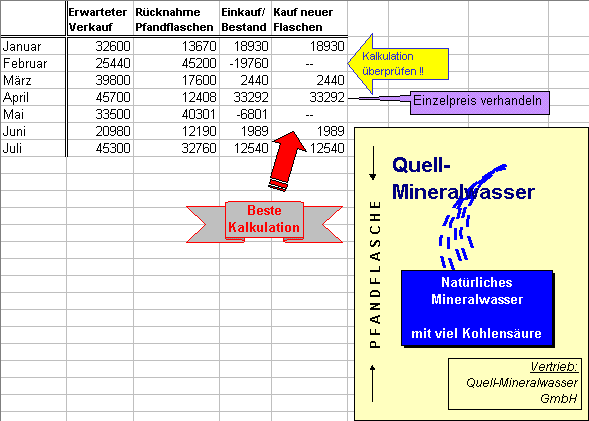 Erwarteter Rücknahme Einkauf/ Kauf neuer
Verkauf Pfandflaschen Bestand Flaschen
Januar 32600 13670 18930 18930
Februar 25440 45200 -19760 --
März 39800 17600 2440 2440
April 45700 12408 33292 33292
Mai 33500 40301 -6801 --
Juni 20980 12190 1989 1989
Juli 45300 32760 12540 12540
Kalkulation
überprüfen !!
Einzelpreis verhandeln
Beste
Kalkulation
PFANDFLASCHE
Quell-
Mineralwasser
Natürliches
Mineralwasser
mit viel Kohlensäure
Vertrieb:
Quell-Mineralwasser
GmbH